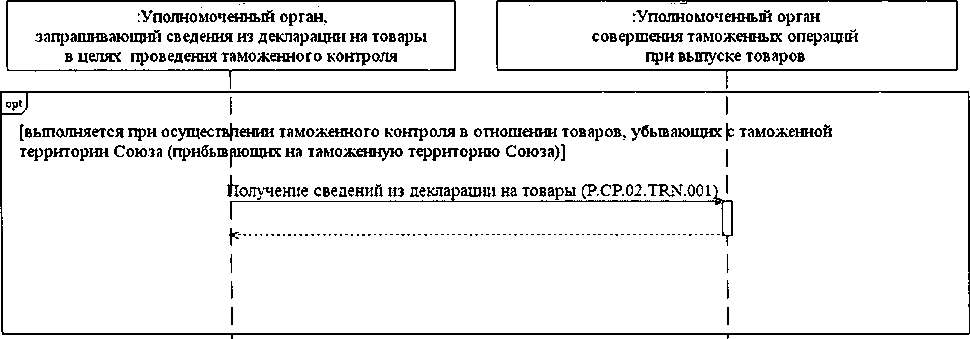 :Уполномоченный орган,
запрашивающий сведения из декларации на товары
в целях проведения таможенного контроля
:Уполномоченный орган
совершения таможенных операций
при выпуске товаров
opt
[выполняется при осуществлении таможенного контроля в отношении товаров, убывающих с таможенной
территории Союза (прибывающих на таможенную территорию Союза)]
Получение сведений из декларации на товары (P.CP.02.TRN.001)